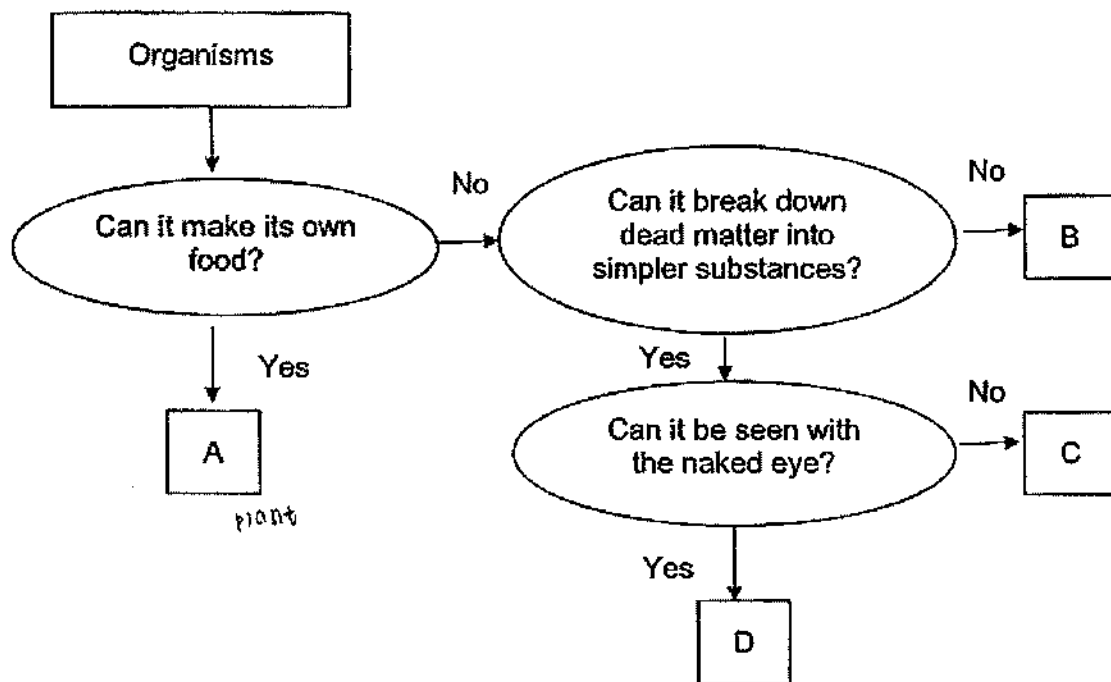 Organisms
Can it make its own
food?
No
Can it break down
dead matter into
simpler substances?
No
B
Yes
A
plant
Yes
Can it be seen with
the naked eye?
No
C
Yes
D